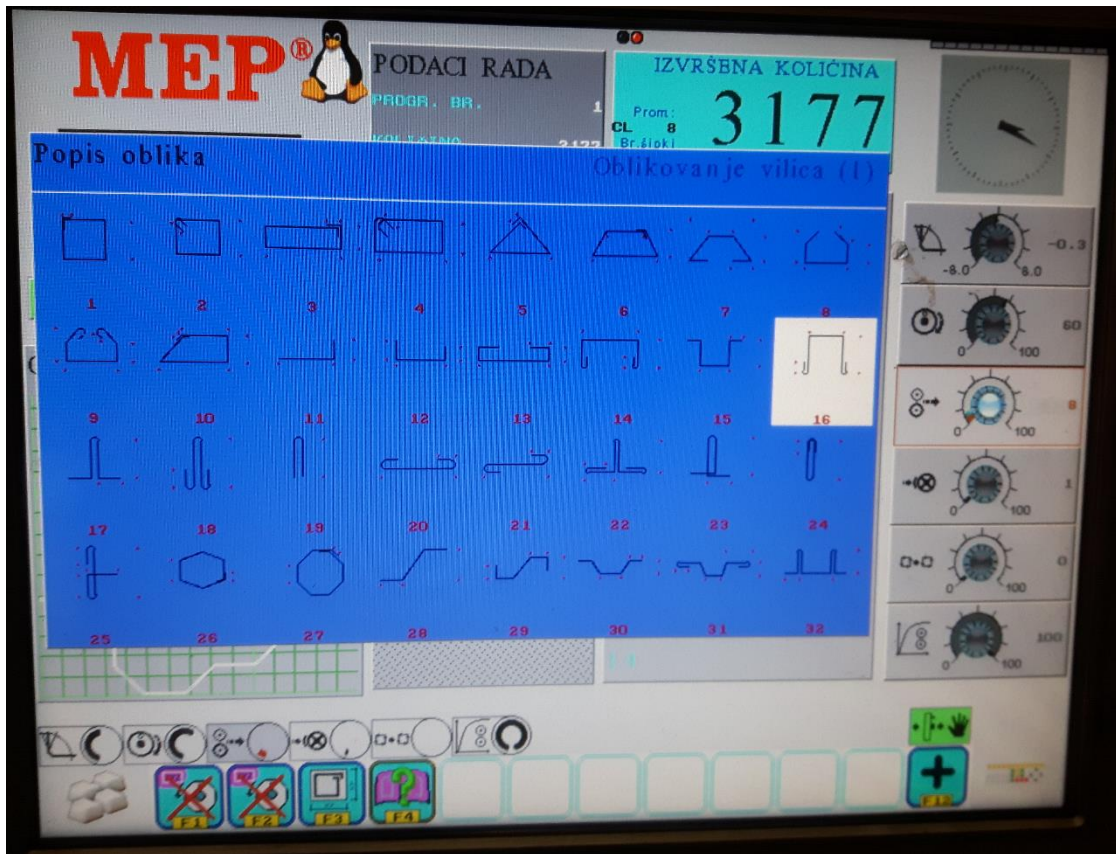 MEP®
PODACI RADA
PROGR. BR. 1
IZVRŠENA KOLIČINA
Prom:
CL 8
3177
Popis oblika
Oblikovanje vilica (1)
1 2 3 4 5 6 7 8
9 10 11 12 13 14 15 16
17 18 19 20 21 22 23 24
25 26 27 28 29 30 31 32
-0.3
-8.0 8.0
60
0 100
8
0 100
1
0 100
0
0 100
100
0 100
F1 F2 F3 F4 F12